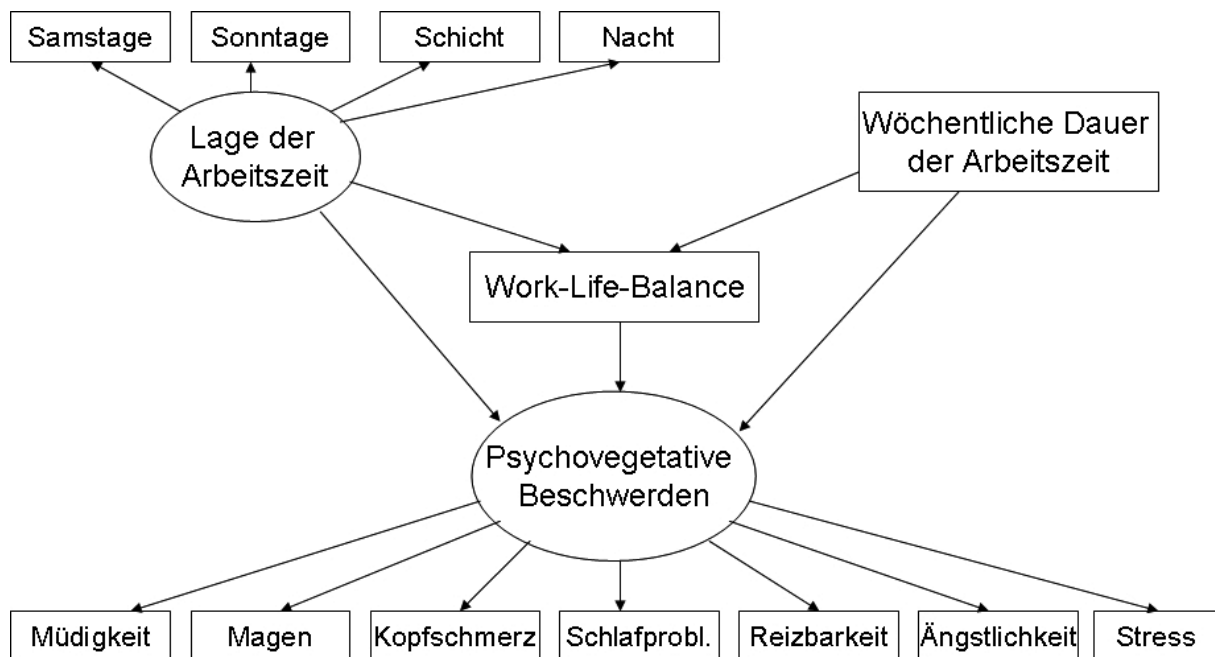 Samstage
Sonntage
Schicht
Nacht
Lage der
Arbeitszeit
Wöchentliche Dauer
der Arbeitszeit
Work-Life-Balance
Psychovegetative
Beschwerden
Müdigkeit
Magen
Kopfschmerz
Schlafprobl.
Reizbarkeit
Ängstlichkeit
Stress